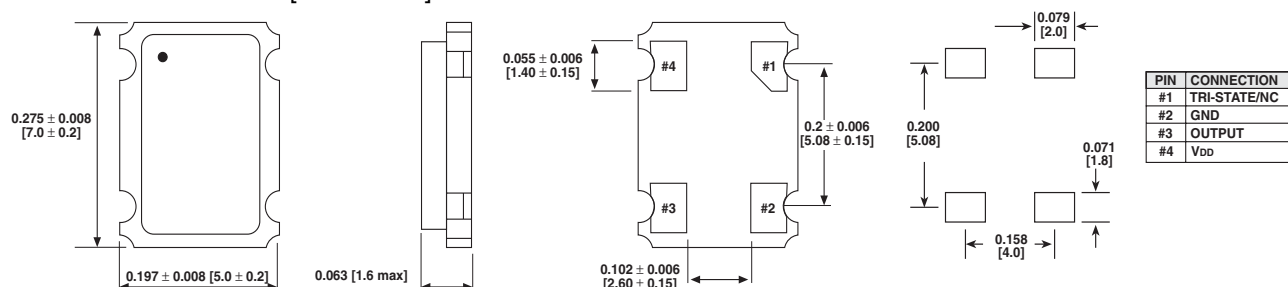 0.275 ± 0.008
[7.0 ± 0.2]
0.197 ± 0.008 [5.0 ± 0.2]
0.063 [1.6 max]
0.055 ± 0.006
[1.40 ± 0.15]
#4
#1
#3
#2
0.2 ± 0.006
[5.08 ± 0.15]
0.102 ± 0.006
[2.60 ± 0.15]
0.079
[2.0]
0.200
[5.08]
0.071
[1.8]
0.158
[4.0]
PIN CONNECTION
#1 TRI-STATE/NC
#2 GND
#3 OUTPUT
#4 VDD